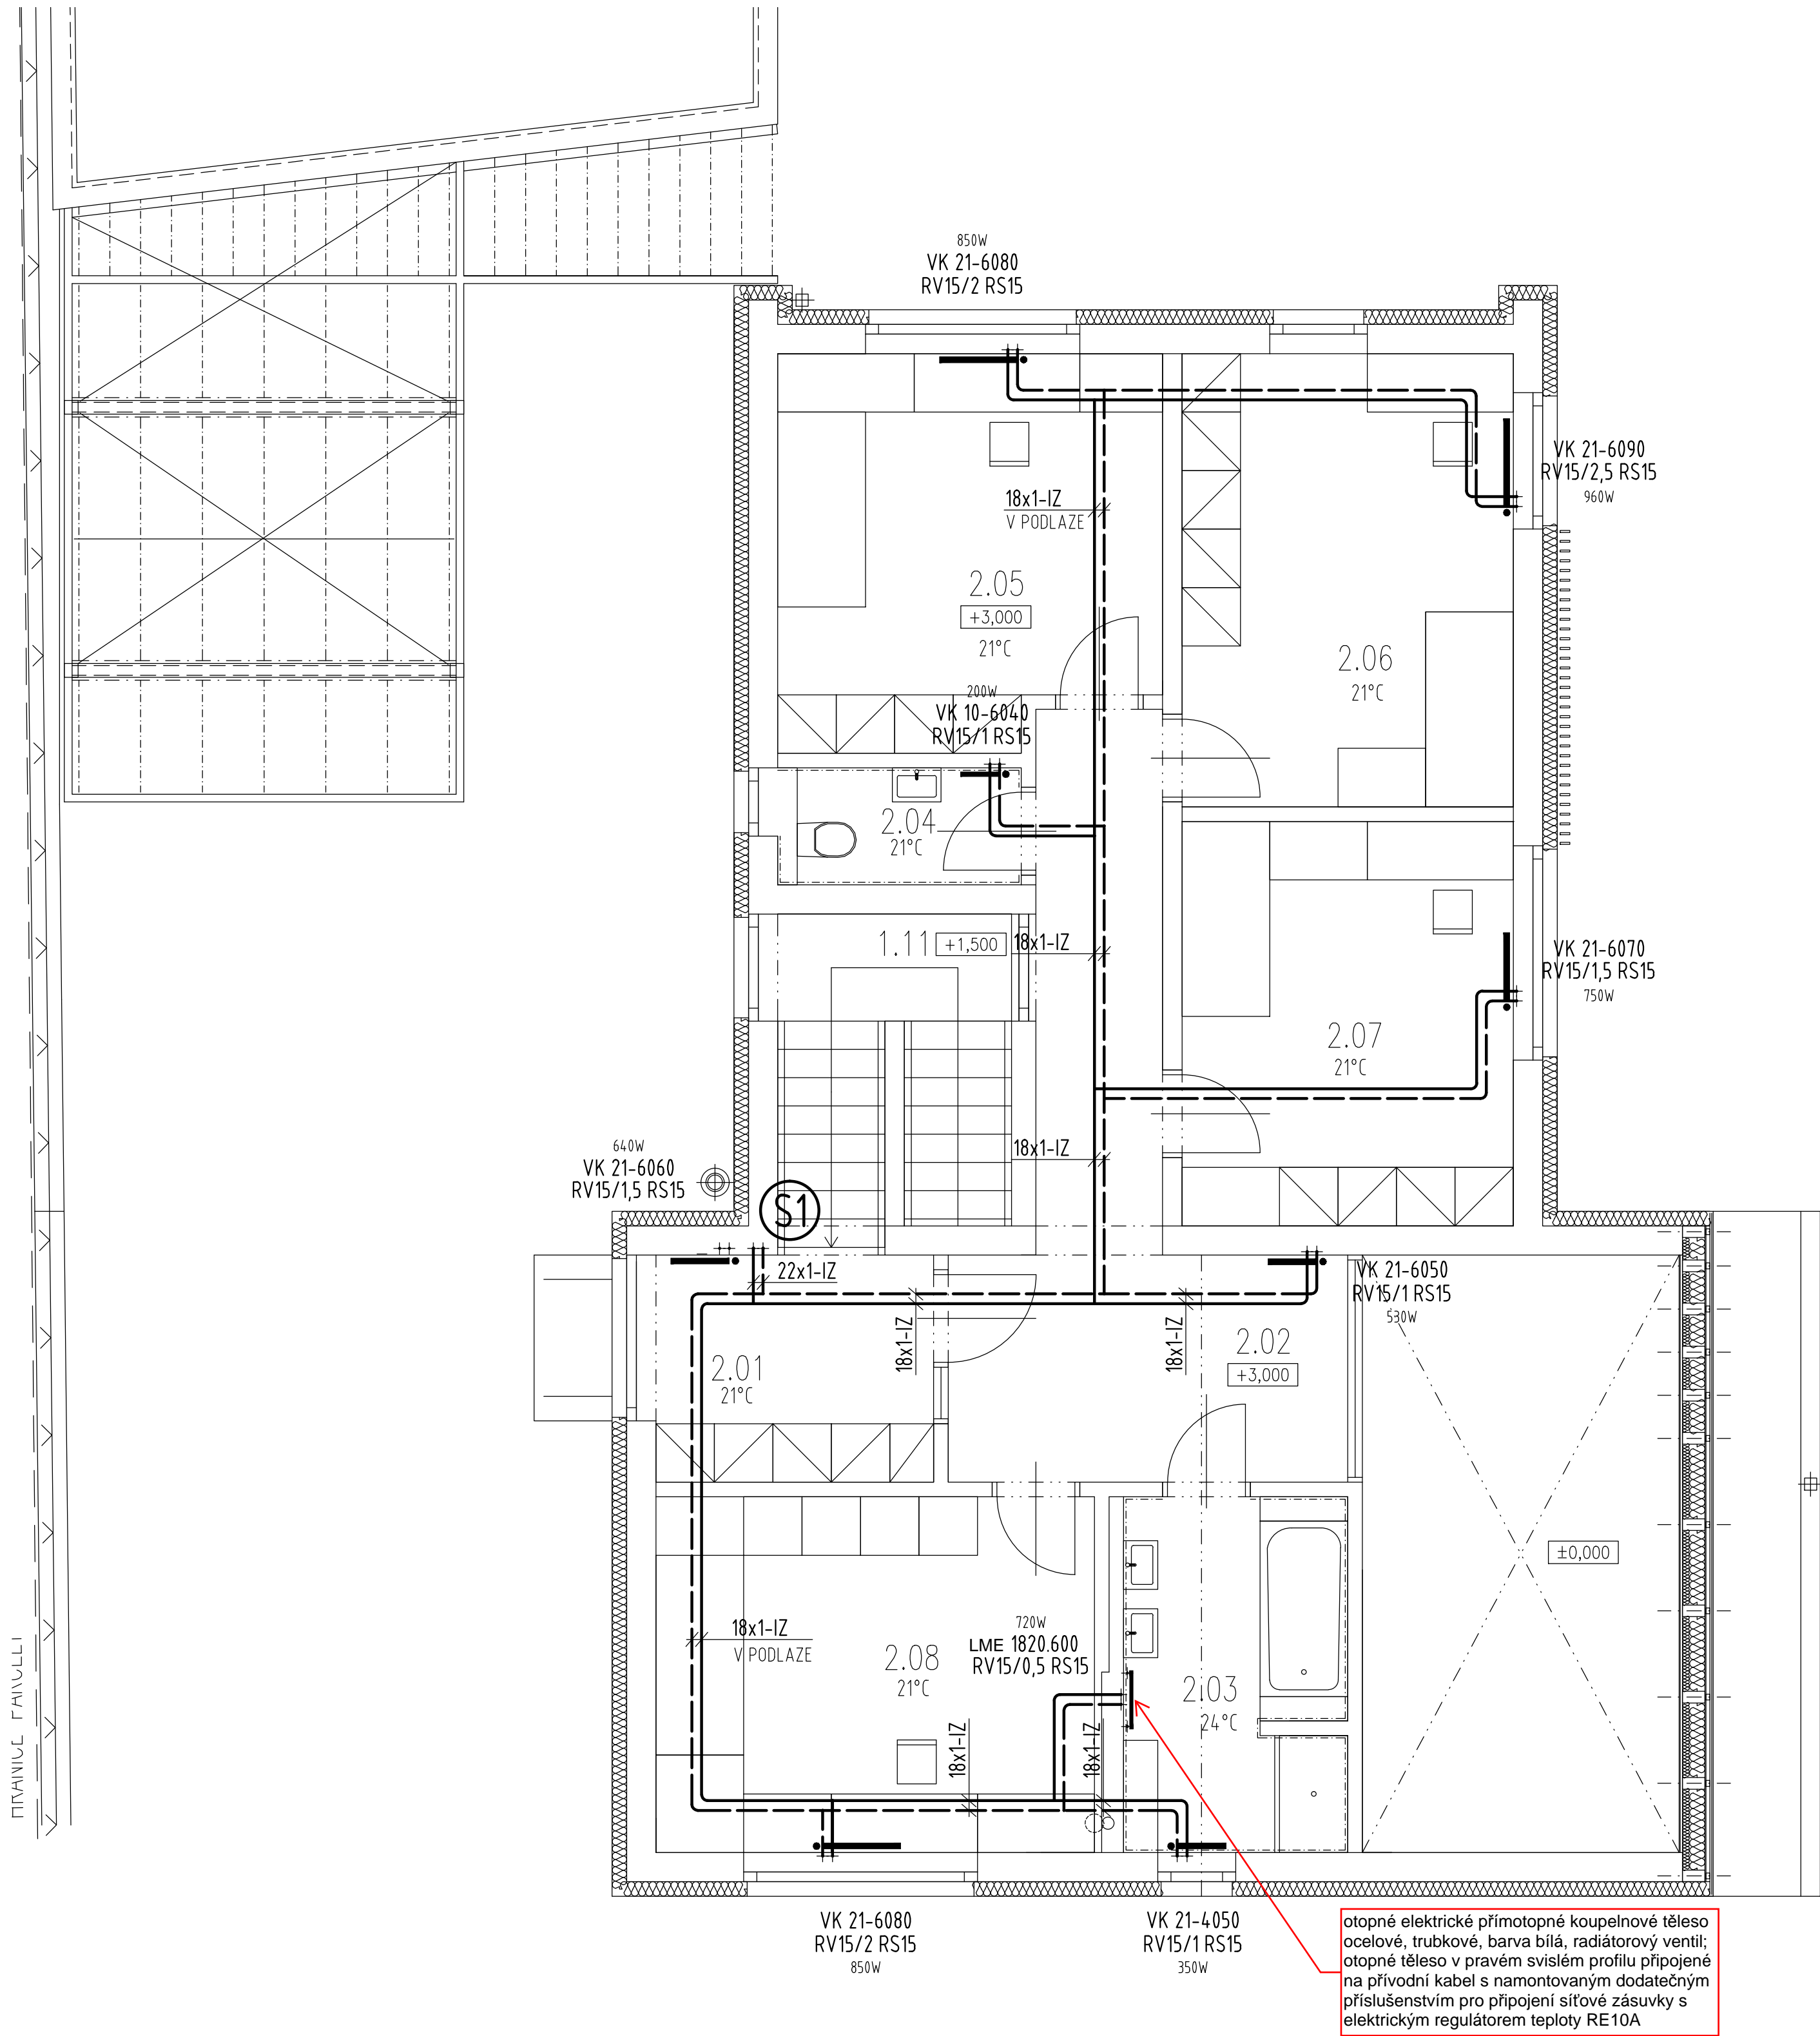 850W
VK 21-6080
RV15/2 RS15
VK 21-6090
RV15/2,5 RS15
960W
18x1-IZ
V PODLAZE
2.05
+3,000
21°C
2.06
21°C
200W
VK 10-6040
RV15/1 RS15
2.04
21°C
1.11
+1,500
18x1-IZ
VK 21-6070
RV15/1,5 RS15
750W
2.07
21°C
18x1-IZ
640W
VK 21-6060
RV15/1,5 RS15
S1
22x1-IZ
VK 21-6050
RV15/1 RS15
530W
18x1-IZ
18x1-IZ
2.01
21°C
2.02
+3,000
±0,000
18x1-IZ
V PODLAZE
2.08
21°C
720W
LME 1820.600
RV15/0,5 RS15
2.03
24°C
18x1-IZ
18x1-IZ
VK 21-6080
RV15/2 RS15
850W
VK 21-4050
RV15/1 RS15
350W
otopné elektrické přímotopné koupelnové těleso
ocelové, trubkové, barva bílá, radiátorový ventil;
otopné těleso v pravém svislém profilu připojené
na přívodní kabel s namontovaným dodatečným
příslušenstvím pro připojení síťové zásuvky s
elektrickým regulátorem teploty RE10A